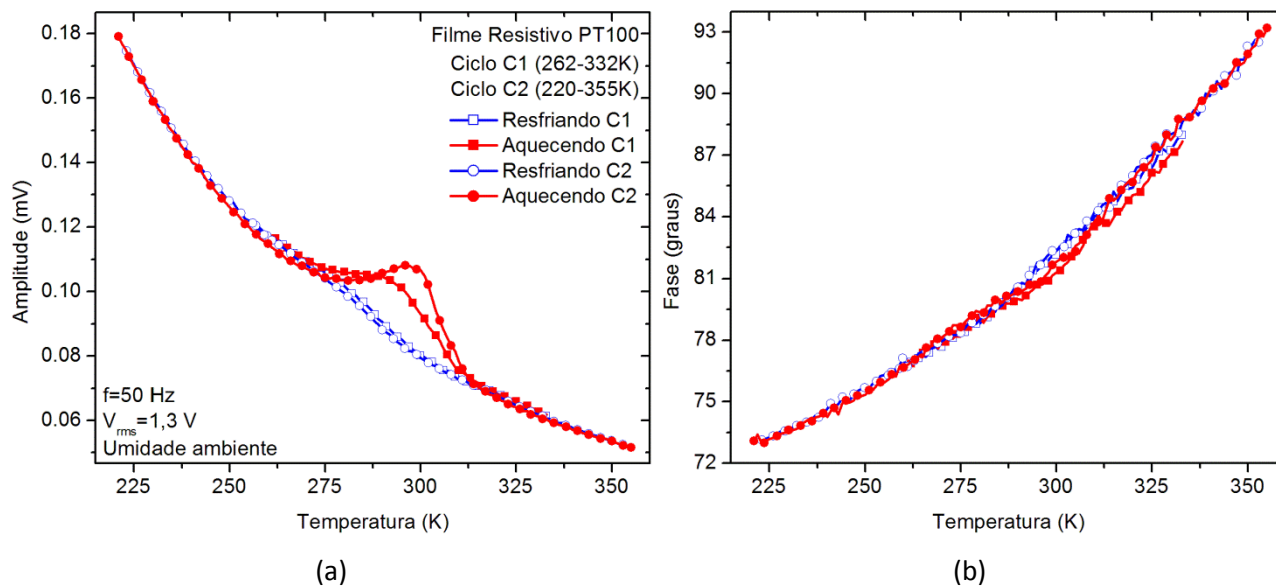 Filme Resistivo PT100
Ciclo C1 (262-332K)
Ciclo C2 (220-355K)
Resfriando C1
Aquecendo C1
Resfriando C2
Aquecendo C2
f=50 Hz
Vrms=1,3 V
Umidade ambiente
Amplitude (mV)
0.18
0.16
0.14
0.12
0.10
0.08
0.06
225 250 275 300 325 350
Temperatura (K)
(a)
Fase (graus)
93
90
87
84
81
78
75
72
225 250 275 300 325 350
Temperatura (K)
(b)